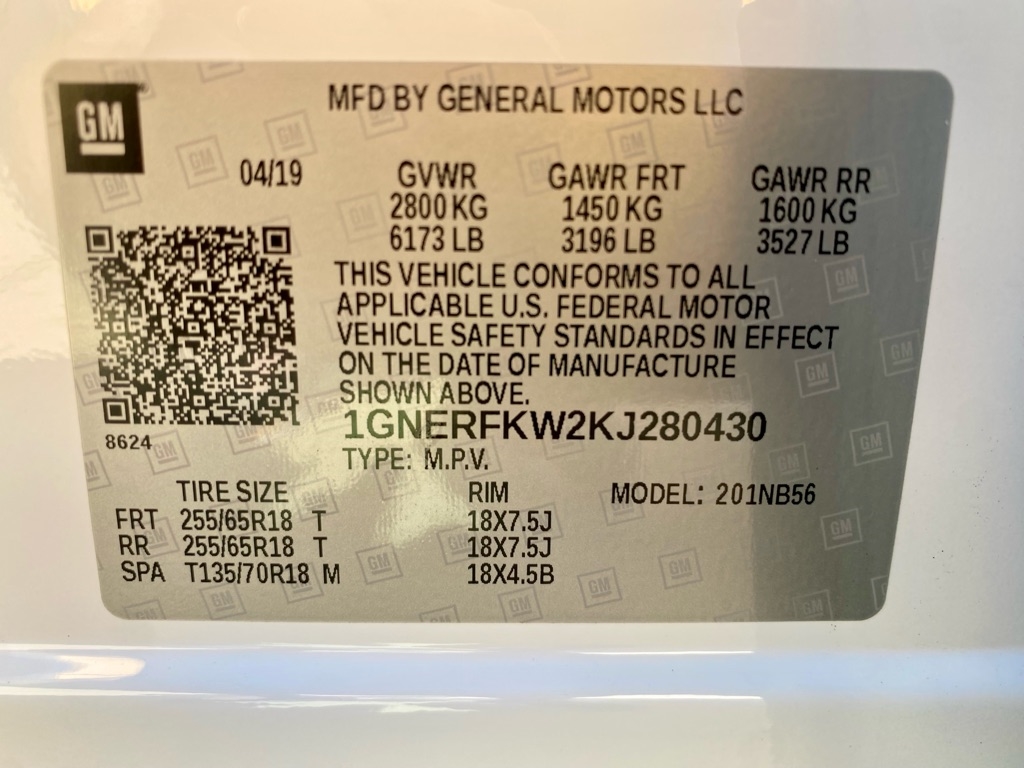 GM
MFD BY GENERAL MOTORS LLC
04/19 GVWR GAWR FRT GAWR RR
2800 KG 1450 KG 1600 KG
6173 LB 3196 LB 3527 LB
THIS VEHICLE CONFORMS TO ALL
APPLICABLE U.S. FEDERAL MOTOR
VEHICLE SAFETY STANDARDS IN EFFECT
ON THE DATE OF MANUFACTURE
SHOWN ABOVE.
8624
1GNERFKW2KJ280430
TYPE: M.P.V.
TIRE SIZE RIM MODEL: 201NB56
FRT 255/65R18 T 18X7.5J
RR 255/65R18 T 18X7.5J
SPA T135/70R18 M 18X4.5B